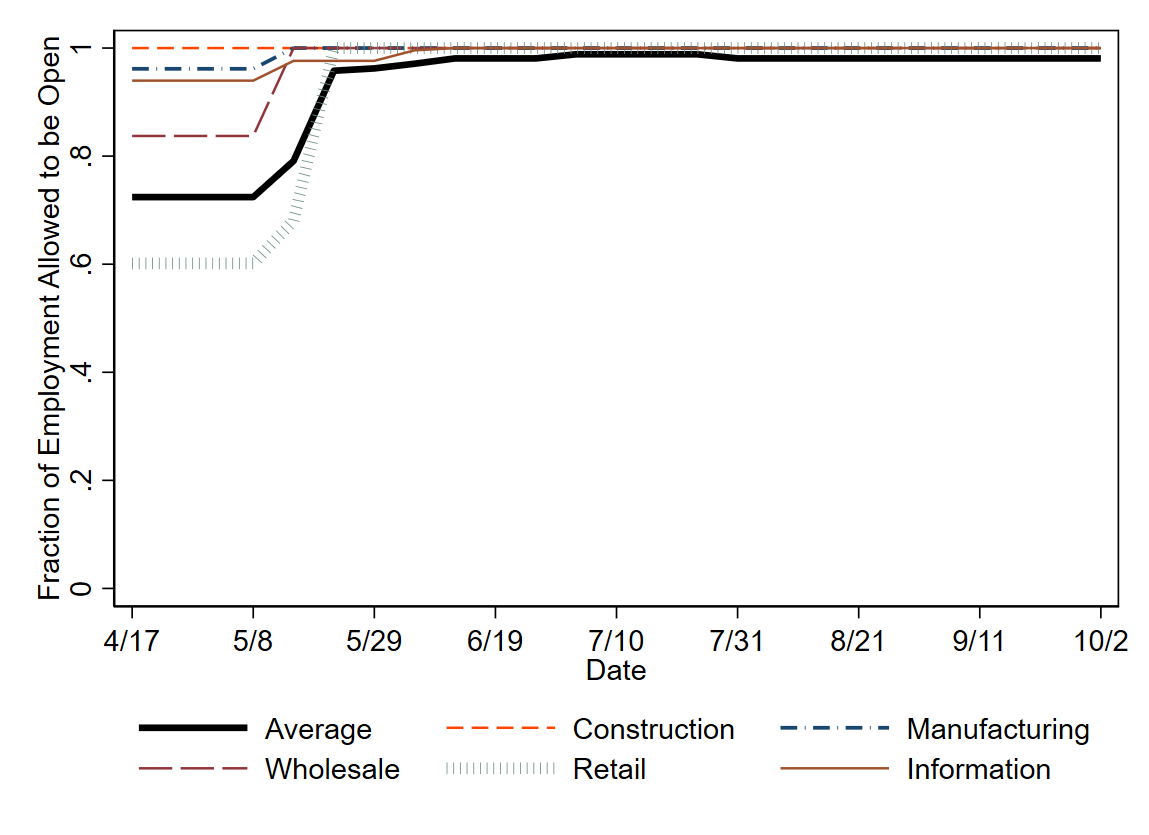 Fraction of Employment Allowed to be Open
1
.8
.6
.4
.2
0
4/17 5/8 5/29 6/19 7/10 7/31 8/21 9/11 10/2
Date
Average Construction Manufacturing
Wholesale Retail Information